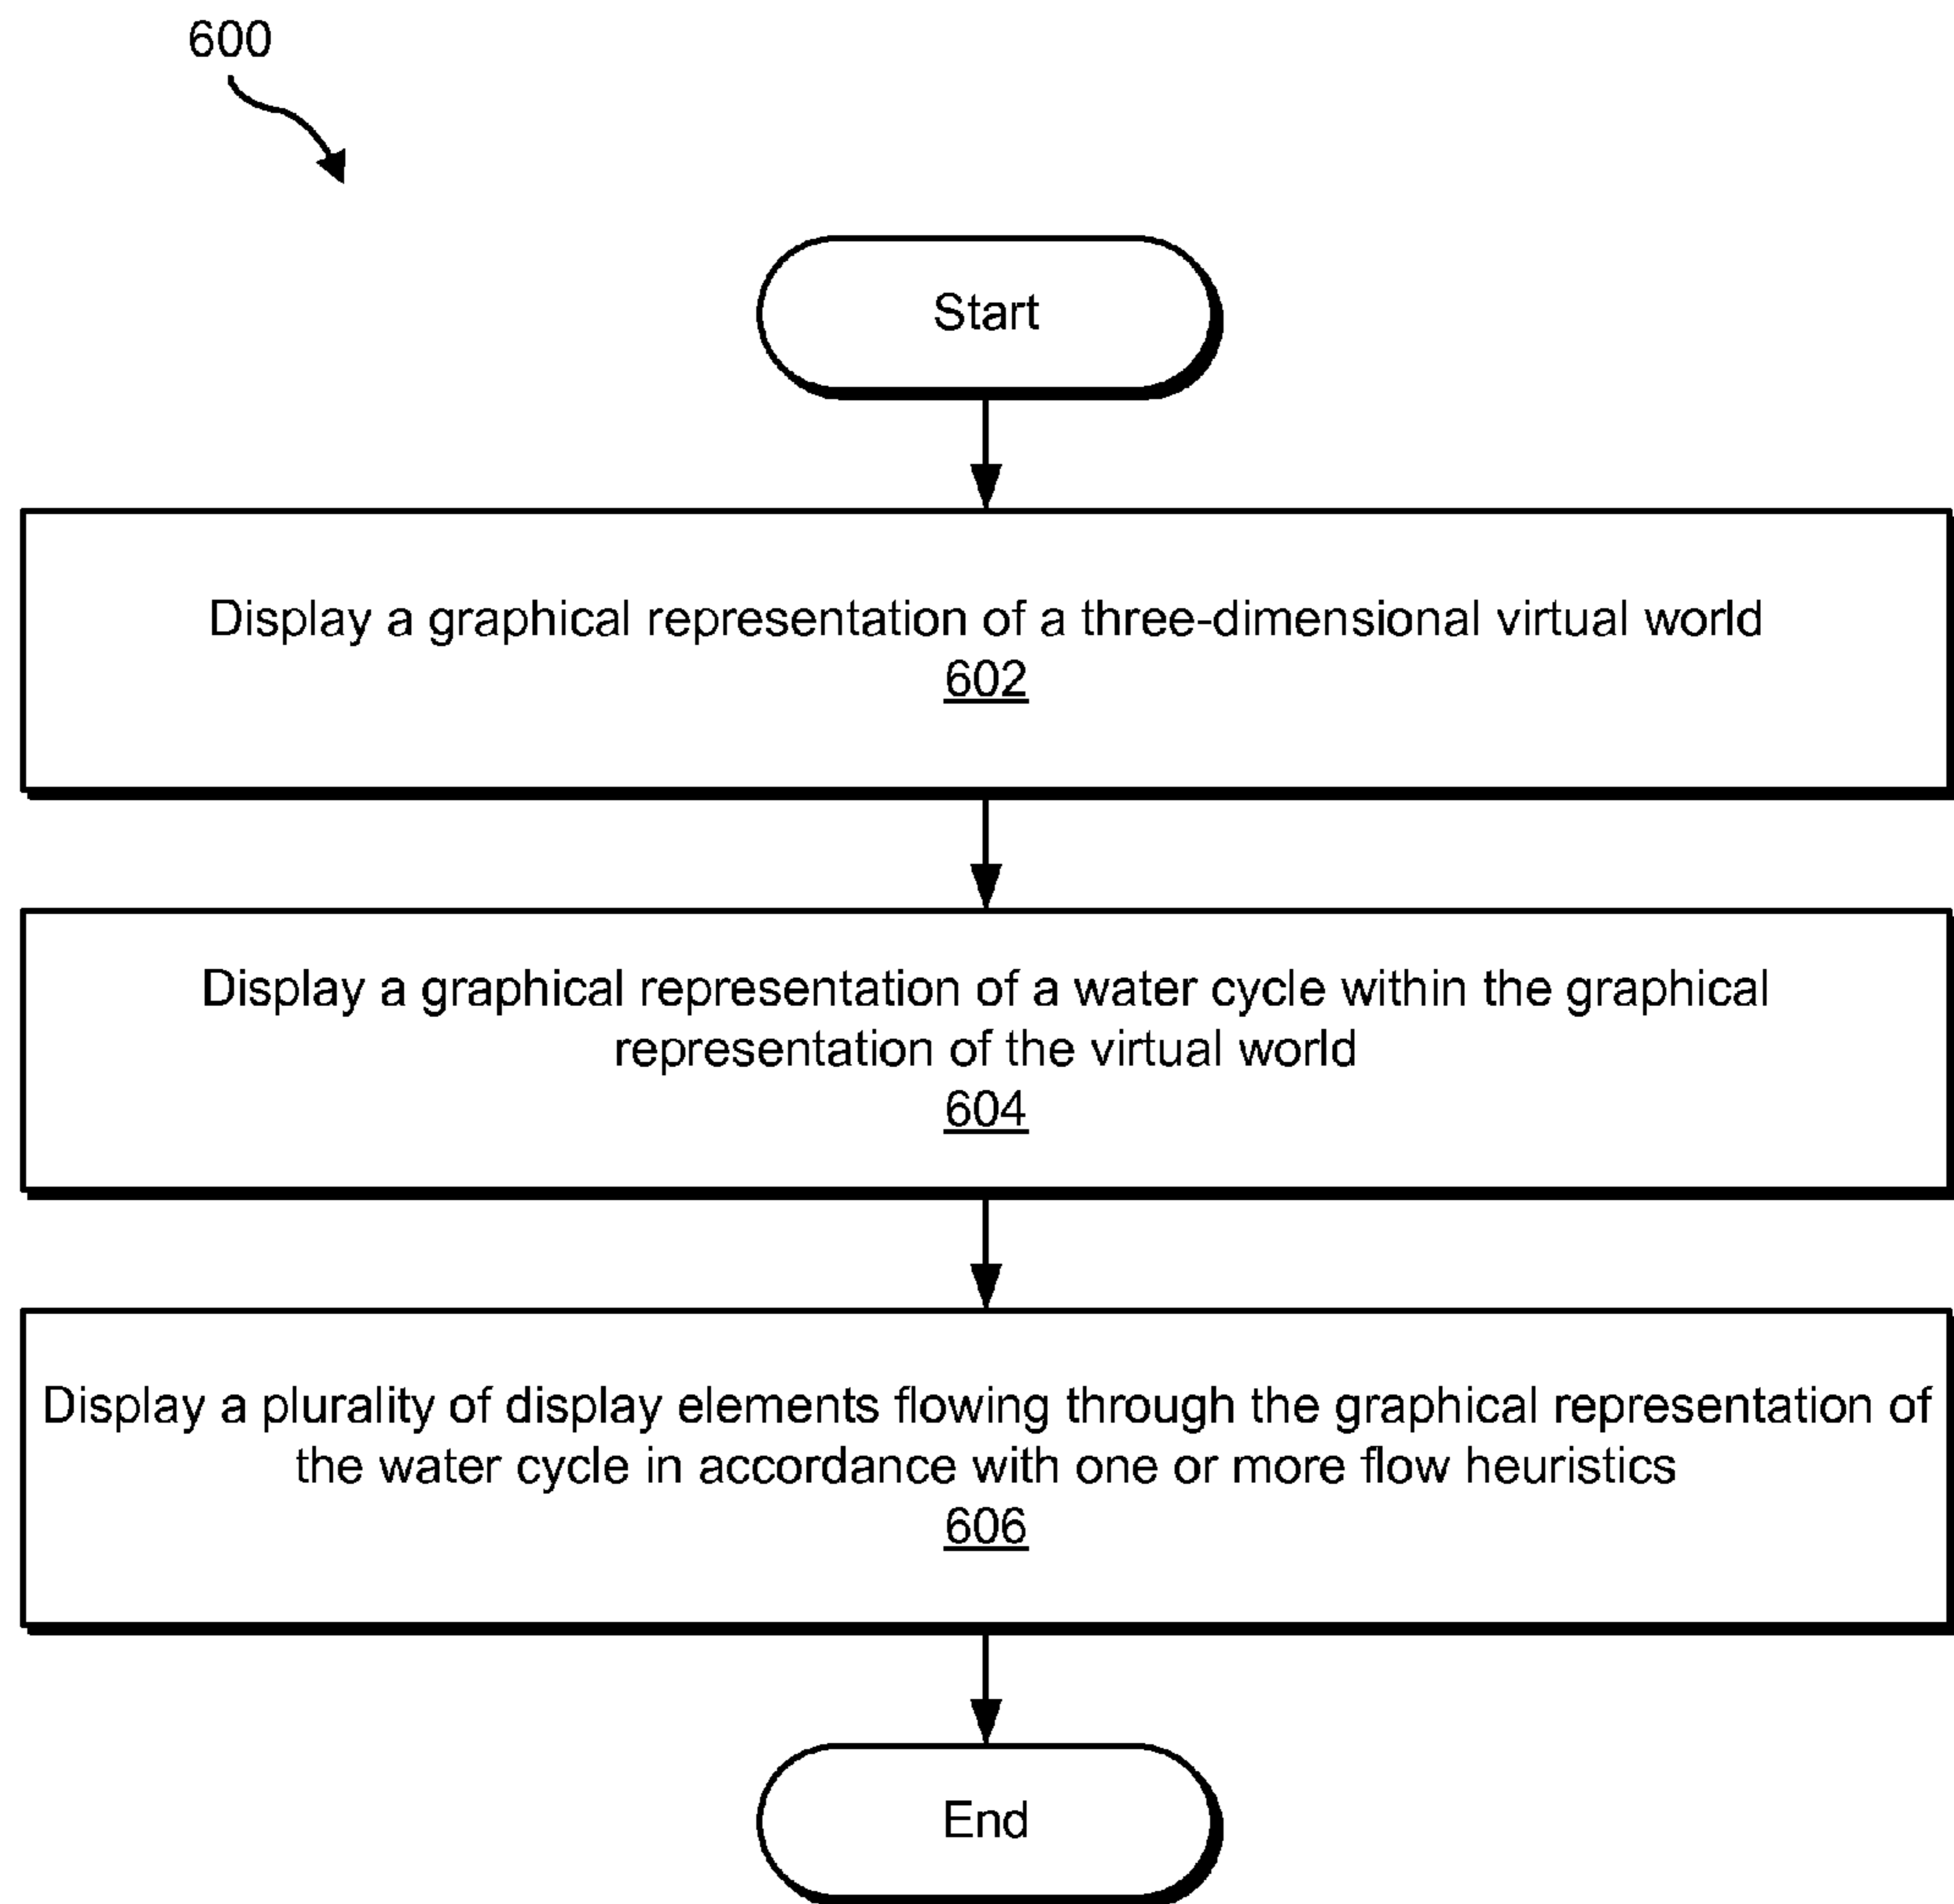 600
Start
Display a graphical representation of a three-dimensional virtual world
602
Display a graphical representation of a water cycle within the graphical
representation of the virtual world
604
Display a plurality of display elements flowing through the graphical representation of
the water cycle in accordance with one or more flow heuristics
606
End